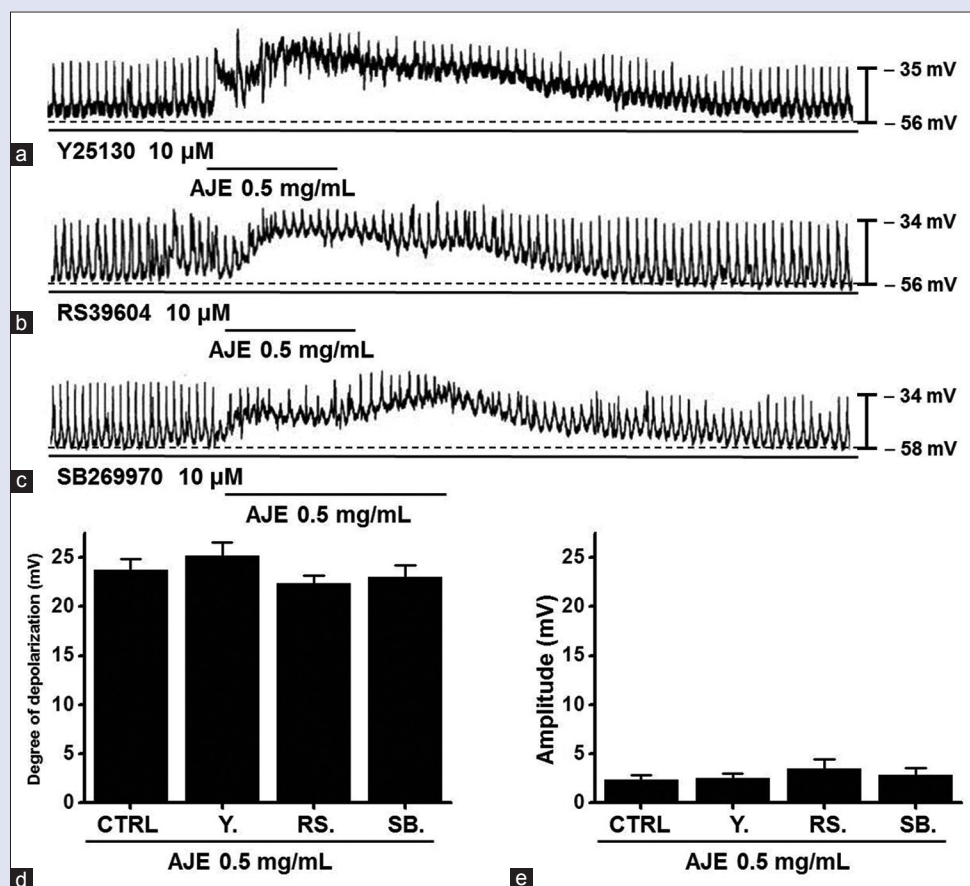 – 35 mV
– 56 mV
a Y25130 10 µM
AJE 0.5 mg/mL
– 34 mV
– 56 mV
b RS39604 10 µM
AJE 0.5 mg/mL
– 34 mV
– 58 mV
c SB269970 10 µM
AJE 0.5 mg/mL
Degree of depolarization (mV)
25
20
15
10
5
0
CTRL Y. RS. SB.
AJE 0.5 mg/mL
d
Amplitude (mV)
25
20
15
10
5
0
CTRL Y. RS. SB.
AJE 0.5 mg/mL
e